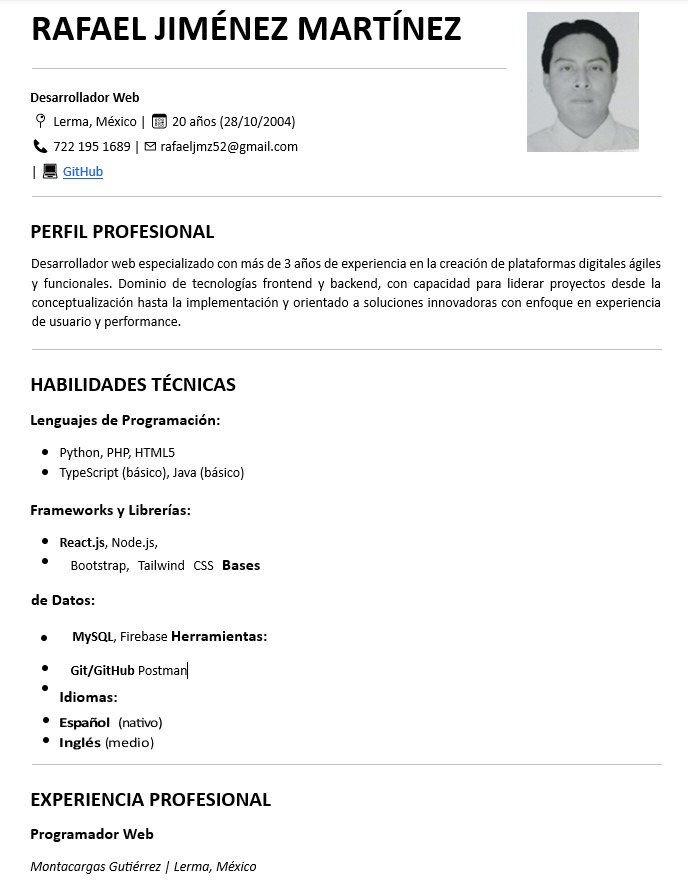 RAFAEL JIMÉNEZ MARTÍNEZ
Desarrollador Web
Lerma, México | 20 años (28/10/2004)
722 195 1689 | rafaeljmz52@gmail.com
| GitHub
PERFIL PROFESIONAL
Desarrollador web especializado con más de 3 años de experiencia en la creación de plataformas digitales ágiles
y funcionales. Dominio de tecnologías frontend y backend, con capacidad para liderar proyectos desde la
conceptualización hasta la implementación y orientado a soluciones innovadoras con enfoque en experiencia
de usuario y performance.
HABILIDADES TÉCNICAS
Lenguajes de Programación:
• Python, PHP, HTML5
• TypeScript (básico), Java (básico)
Frameworks y Librerías:
• React.js, Node.js,
• Bootstrap, Tailwind CSS Bases
de Datos:
• MySQL, Firebase Herramientas:
• Git/GitHub Postman
• Idiomas:
• Español (nativo)
• Inglés (medio)
EXPERIENCIA PROFESIONAL
Programador Web
Montacargas Gutiérrez | Lerma, México